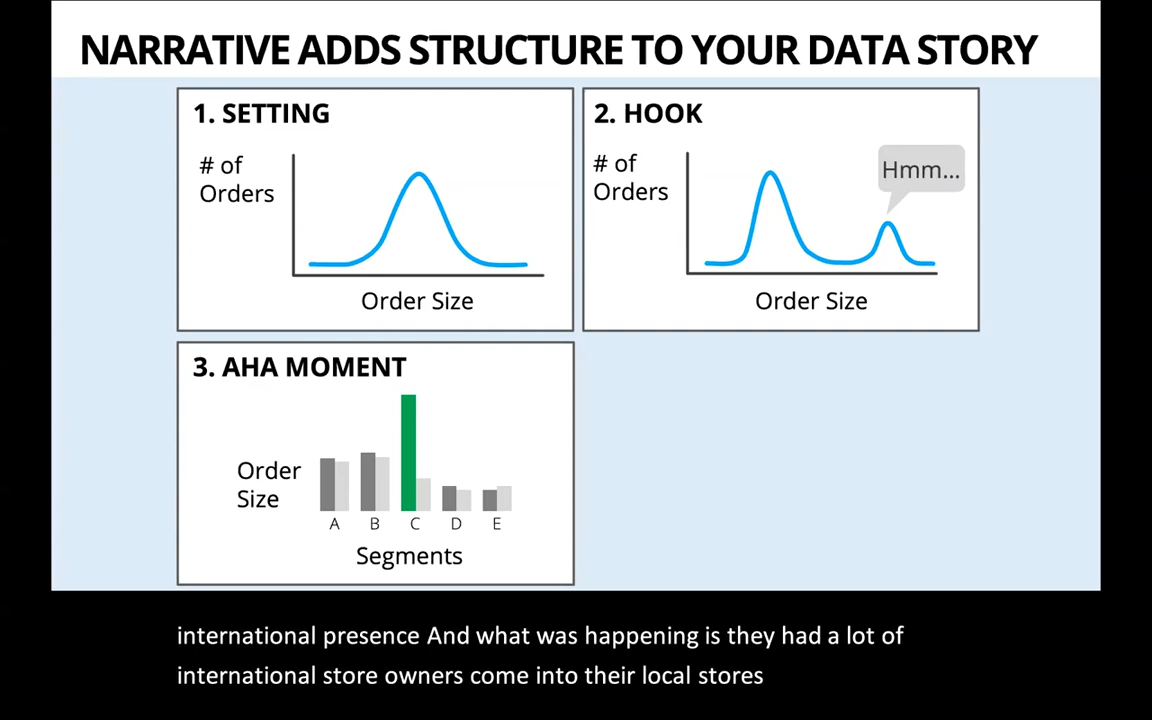 NARRATIVE ADDS STRUCTURE TO YOUR DATA STORY
1. SETTING
# of
Orders
Order Size
2. HOOK
# of
Orders
Hmm...
Order Size
3. AHA MOMENT
Order
Size
A B C D E
Segments
international presence And what was happening is they had a lot of
international store owners come into their local stores